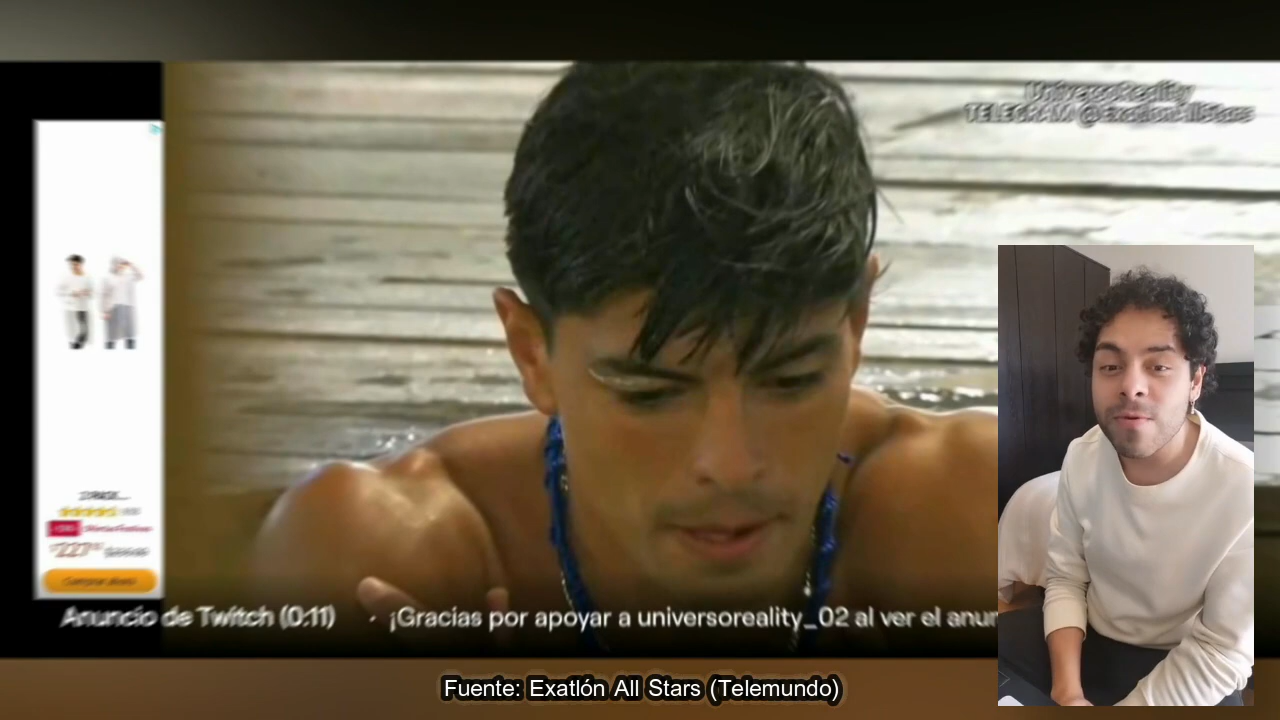 UniversoReality
TELEGRAM @ExatlonAllStars
Anuncio de Twitch (0:11) · ¡Gracias por apoyar a universoreality_02 al ver el anun
Fuente: Exatlón All Stars (Telemundo)